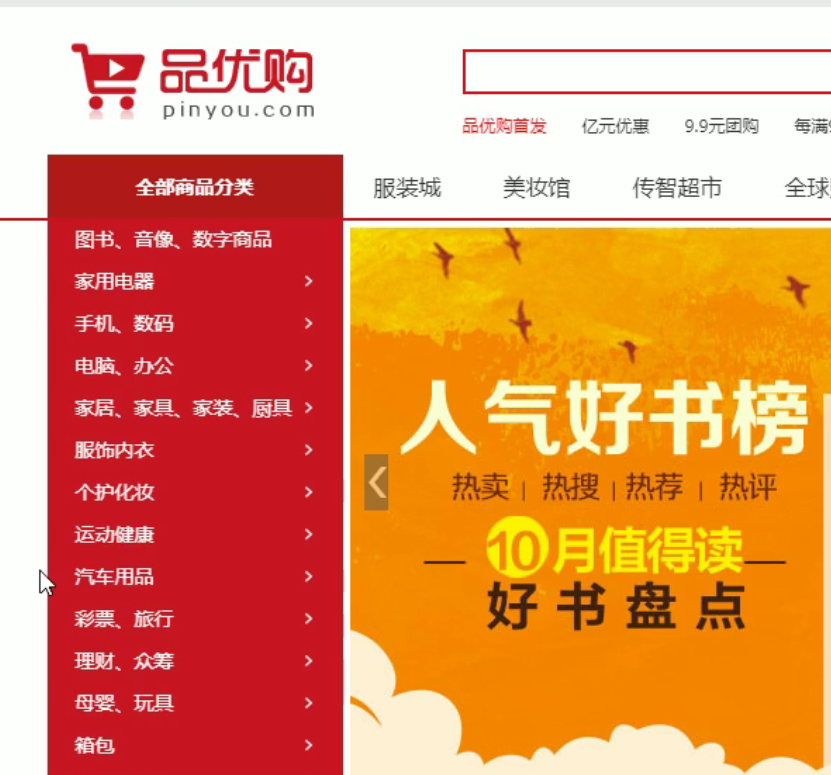 品优购
pinyou.com
品优购首发 亿元优惠 9.9元团购 每满
全部商品分类 服装城 美妆馆 传智超市 全球
图书、音像、数字商品
家用电器
手机、数码
电脑、办公
家居、家具、家装、厨具
服饰内衣
个护化妆
运动健康
汽车用品
彩票、旅行
理财、众筹
母婴、玩具
箱包
人气好书榜
热卖 | 热搜 | 热荐 | 热评
10月值得读
好书盘点